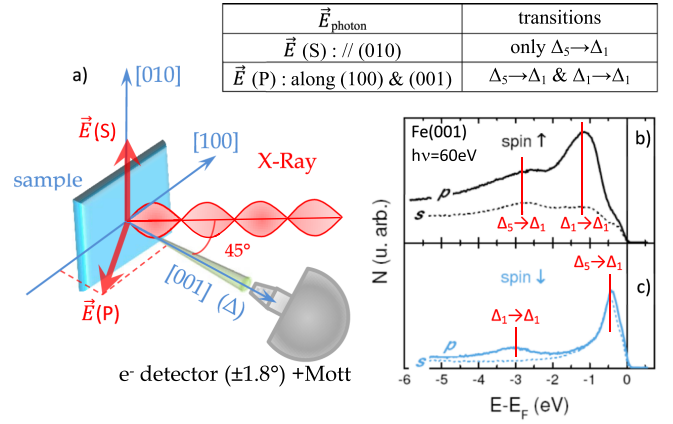 E⃗photon transitions
E⃗ (S) : // (010) only Δ5→Δ1
E⃗ (P) : along (100) & (001) Δ5→Δ1 & Δ1→Δ1
a)
[010]
E⃗(S)
[100]
sample
X-Ray
45°
[001] (Δ)
E⃗(P)
e- detector (±1.8°) +Mott
Fe(001)
hν=60eV
spin ↑
b)
p
s
Δ5→Δ1
Δ1→Δ1
N (u. arb.)
Δ5→Δ1
spin ↓
c)
Δ1→Δ1
p
s
-6 -5 -4 -3 -2 -1 0
E-EF (eV)